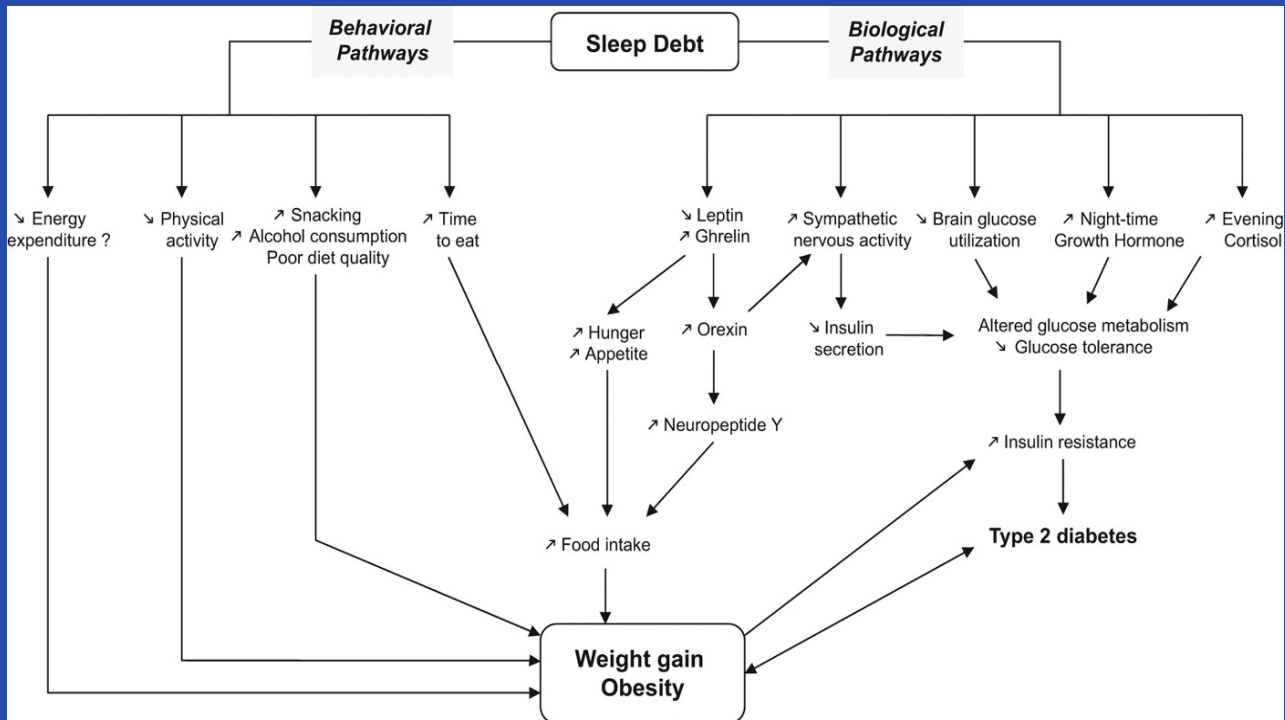 Behavioral
Pathways
Sleep Debt
Biological
Pathways
↘ Energy
expenditure ?
↘ Physical
activity
↗ Snacking
↗ Alcohol consumption
Poor diet quality
↗ Time
to eat
↘ Leptin
↗ Ghrelin
↗ Sympathetic
nervous activity
↘ Brain glucose
utilization
↗ Night-time
Growth Hormone
↗ Evening
Cortisol
↗ Hunger
↗ Appetite
↗ Orexin
↘ Insulin
secretion
Altered glucose metabolism
↘ Glucose tolerance
↗ Neuropeptide Y
↗ Insulin resistance
↗ Food intake
Type 2 diabetes
Weight gain
Obesity